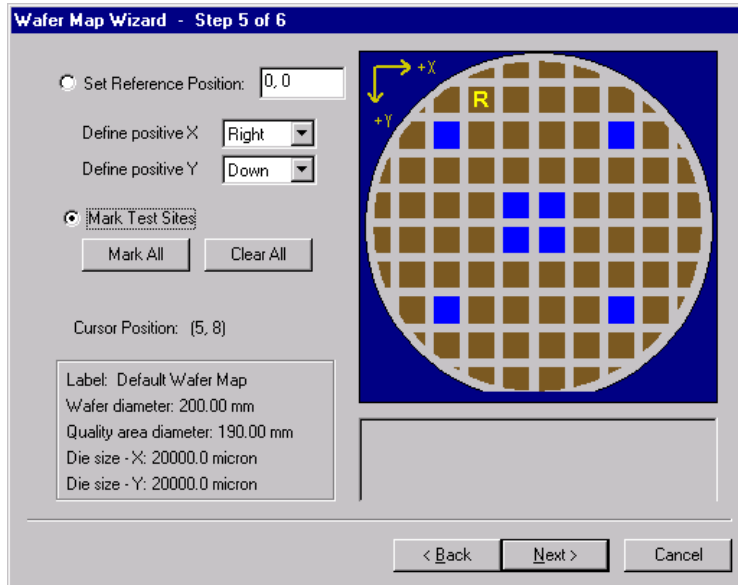 Wafer Map Wizard - Step 5 of 6
Set Reference Position: 0, 0
+X
+Y
R
Define positive X Right
Define positive Y Down
Mark Test Sites
Mark All Clear All
Cursor Position: (5, 8)
Label: Default Wafer Map
Wafer diameter: 200.00 mm
Quality area diameter: 190.00 mm
Die size - X: 20000.0 micron
Die size - Y: 20000.0 micron
< Back Next > Cancel